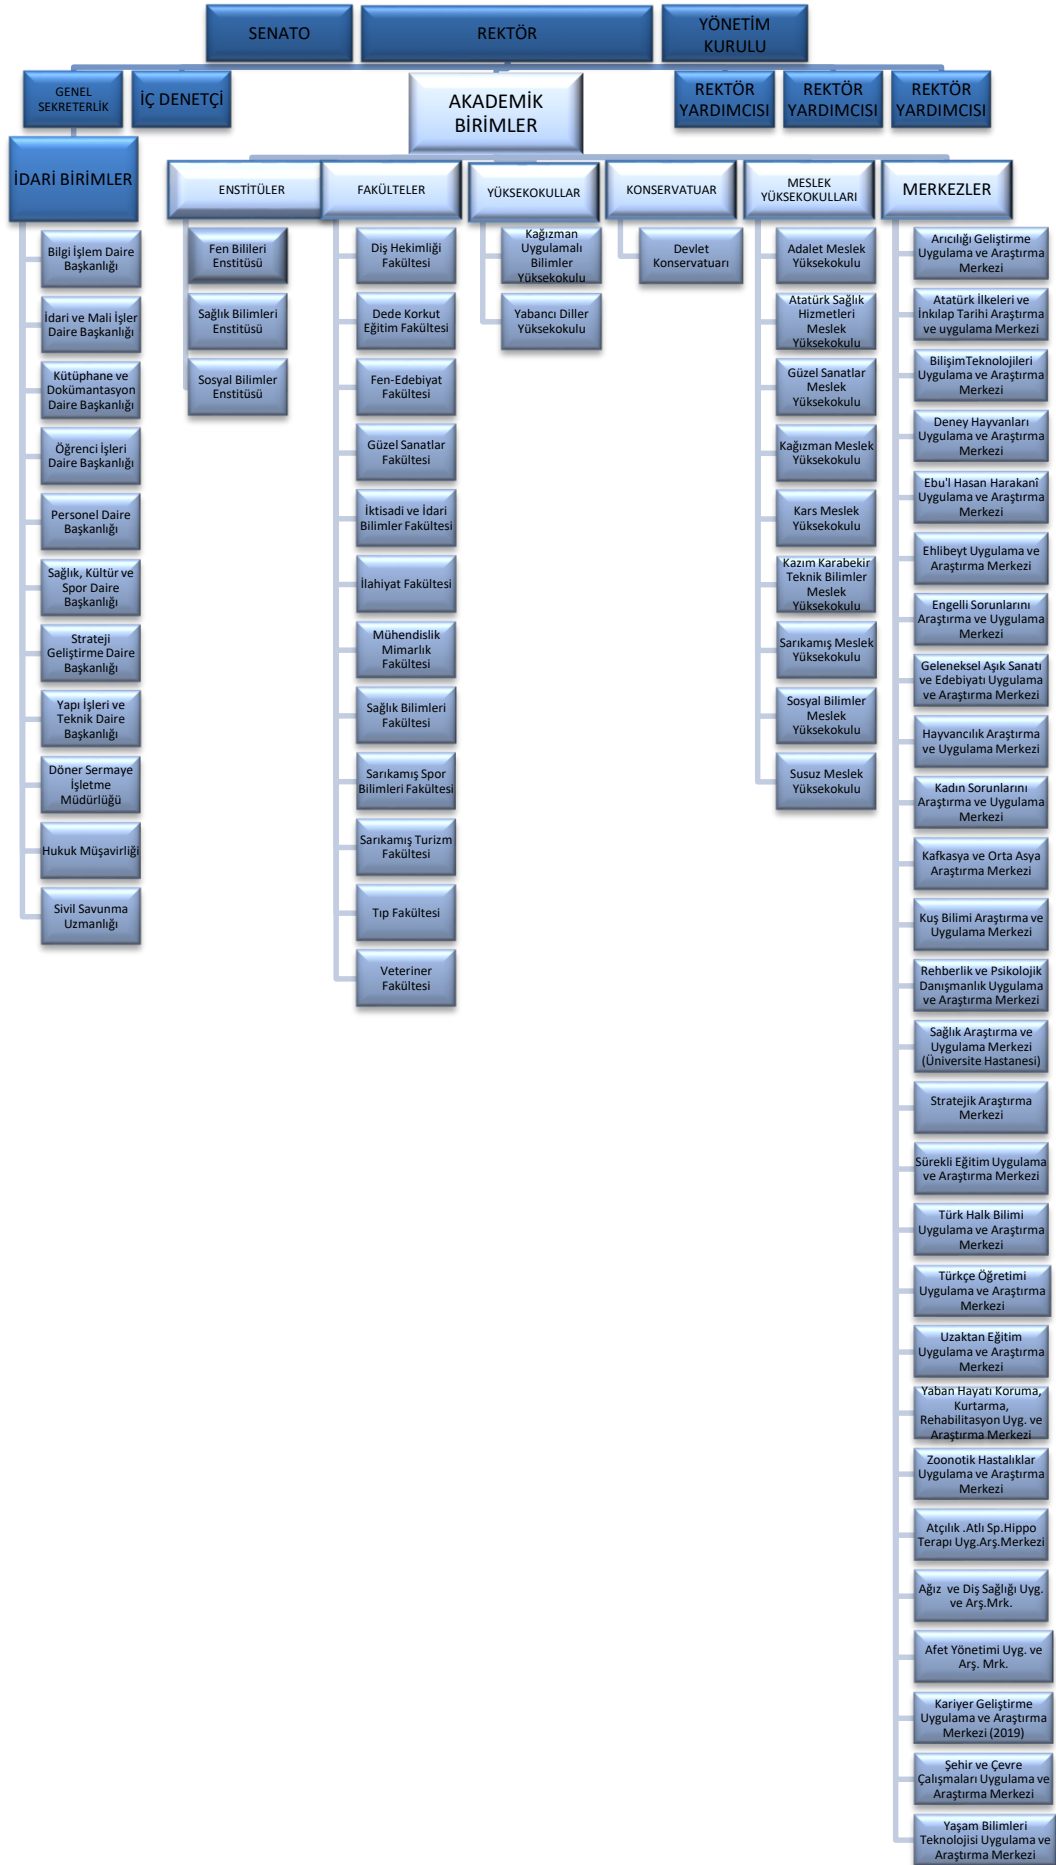 SENATO
REKTÖR
YÖNETİM
KURULU
GENEL
SEKRETERLİK
İÇ DENETÇİ
AKADEMİK
BİRİMLER
REKTÖR
YARDIMCISI
REKTÖR
YARDIMCISI
REKTÖR
YARDIMCISI
İDARİ BİRİMLER
Bilgi İşlem Daire
Başkanlığı
İdari ve Mali İşler
Daire Başkanlığı
Kütüphane ve
Dokümantasyon
Daire Başkanlığı
Öğrenci İşleri
Daire Başkanlığı
Personel Daire
Başkanlığı
Sağlık, Kültür ve
Spor Daire
Başkanlığı
Strateji
Geliştirme Daire
Başkanlığı
Yapı İşleri ve
Teknik Daire
Başkanlığı
Döner Sermaye
İşletme
Müdürlüğü
Hukuk Müşavirliği
Sivil Savunma
Uzmanlığı
ENSTİTÜLER
Fen Bilileri
Enstitüsü
Sağlık Bilimleri
Enstitüsü
Sosyal Bilimler
Enstitüsü
FAKÜLTELER
Diş Hekimliği
Fakültesi
Dede Korkut
Eğitim Fakültesi
Fen-Edebiyat
Fakültesi
Güzel Sanatlar
Fakültesi
İktisadi ve İdari
Bilimler Fakültesi
İlahiyat Fakültesi
Mühendislik
Mimarlık
Fakültesi
Sağlık Bilimleri
Fakültesi
Sarıkamış Spor
Bilimleri Fakültesi
Sarıkamış Turizm
Fakültesi
Tıp Fakültesi
Veteriner
Fakültesi
YÜKSEKOKULLAR
Kağızman
Uygulamalı
Bilimler
Yüksekokulu
Yabancı Diller
Yüksekokulu
KONSERVATUAR
Devlet
Konservatuarı
MESLEK
YÜKSEKOKULLARI
Adalet Meslek
Yüksekokulu
Atatürk Sağlık
Hizmetleri
Meslek
Yüksekokulu
Güzel Sanatlar
Meslek
Yüksekokulu
Kağızman Meslek
Yüksekokulu
Kars Meslek
Yüksekokulu
Kazım Karabekir
Teknik Bilimler
Meslek
Yüksekokulu
Sarıkamış Meslek
Yüksekokulu
Sosyal Bilimler
Meslek
Yüksekokulu
Susuz Meslek
Yüksekokulu
MERKEZLER
Arıcılığı Geliştirme
Uygulama ve Araştırma
Merkezi
Atatürk İlkeleri ve
İnkılap Tarihi Araştırma
ve uygulama Merkezi
BilişimTeknolojileri
Uygulama ve Araştırma
Merkezi
Deney Hayvanları
Uygulama ve Araştırma
Merkezi
Ebu'l Hasan Harakanî
Uygulama ve Araştırma
Merkezi
Ehlibeyt Uygulama ve
Araştırma Merkezi
Engelli Sorunlarını
Araştırma ve Uygulama
Merkezi
Geleneksel Aşık Sanatı
ve Edebiyatı Uygulama
ve Araştırma Merkezi
Hayvancılık Araştırma
ve Uygulama Merkezi
Kadın Sorunlarını
Araştırma ve Uygulama
Merkezi
Kafkasya ve Orta Asya
Araştırma Merkezi
Kuş Bilimi Araştırma ve
Uygulama Merkezi
Rehberlik ve Psikolojik
Danışmanlık Uygulama
ve Araştırma Merkezi
Sağlık Araştırma ve
Uygulama Merkezi
(Üniversite Hastanesi)
Stratejik Araştırma
Merkezi
Sürekli Eğitim Uygulama
ve Araştırma Merkezi
Türk Halk Bilimi
Uygulama ve Araştırma
Merkezi
Türkçe Öğretimi
Uygulama ve Araştırma
Merkezi
Uzaktan Eğitim
Uygulama ve Araştırma
Merkezi
Yaban Hayatı Koruma,
Kurtarma,
Rehabilitasyon Uyg. ve
Araştırma Merkezi
Zoonotik Hastalıklar
Uygulama ve Araştırma
Merkezi
Atçılık .Atlı Sp.Hippo
Terapı Uyg.Arş.Merkezi
Ağız ve Diş Sağlığı Uyg.
ve Arş.Mrk.
Afet Yönetimi Uyg. ve
Arş. Mrk.
Kariyer Geliştirme
Uygulama ve Araştırma
Merkezi (2019)
Şehir ve Çevre
Çalışmaları Uygulama ve
Araştırma Merkezi
Yaşam Bilimleri
Teknolojisi Uygulama ve
Araştırma Merkezi